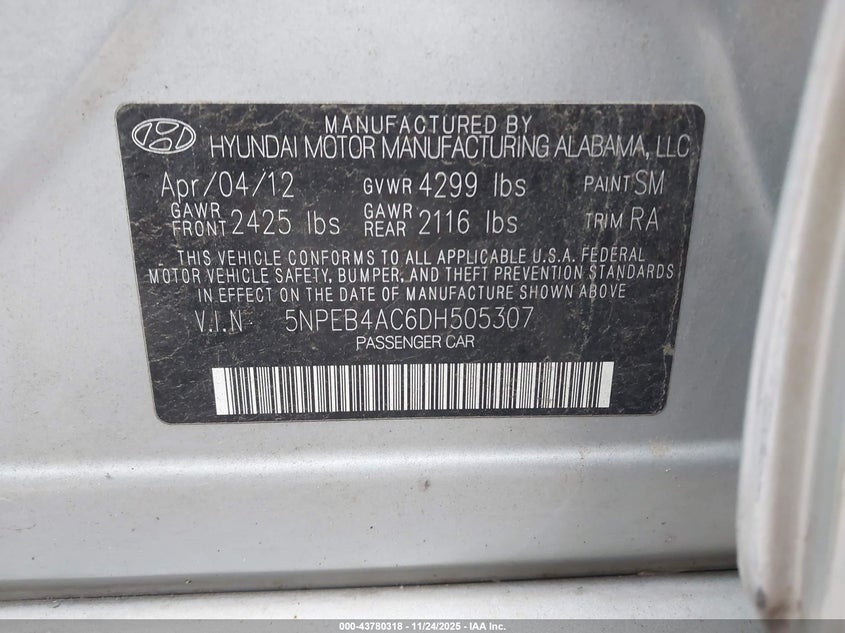 MANUFACTURED BY
HYUNDAI MOTOR MANUFACTURING ALABAMA, LLC
Apr/04/12 GVWR 4299 lbs PAINT SM
GAWR FRONT 2425 lbs GAWR REAR 2116 lbs TRIM RA
THIS VEHICLE CONFORMS TO ALL APPLICABLE U.S.A. FEDERAL
MOTOR VEHICLE SAFETY, BUMPER, AND THEFT PREVENTION STANDARDS
IN EFFECT ON THE DATE OF MANUFACTURE SHOWN ABOVE
V.I.N 5NPEB4AC6DH505307
PASSENGER CAR
000-43780318 - 11/24/2025 - IAA Inc.